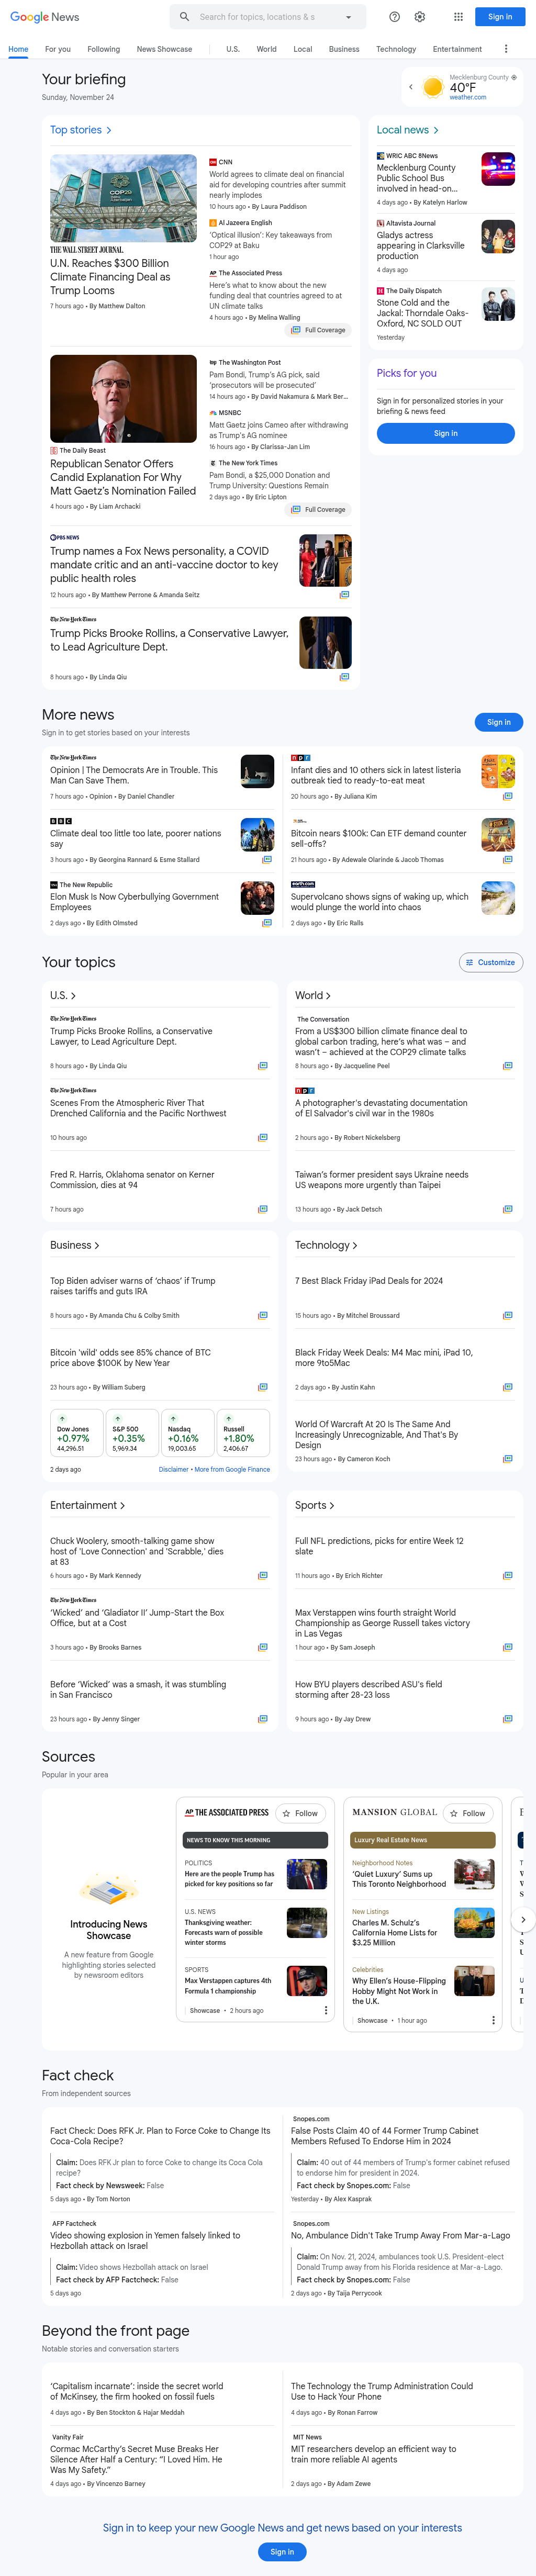 Google News
Search for topics, locations & s
Sign in
Home
For you
Following
News Showcase
U.S.
World
Local
Business
Technology
Entertainment
Your briefing
Sunday, November 24
Mecklenburg County
40°F
weather.com
Top stories
COP29
THE WALL STREET JOURNAL
U.N. Reaches $300 Billion
Climate Financing Deal as
Trump Looms
7 hours ago • By Matthew Dalton
CNN
World agrees to climate deal on financial
aid for developing countries after summit
nearly implodes
10 hours ago • By Laura Paddison
Al Jazeera English
'Optical illusion': Key takeaways from
COP29 at Baku
1 hour ago
The Associated Press
Here's what to know about the new
funding deal that countries agreed to at
UN climate talks
4 hours ago • By Melina Walling
Full Coverage
The Daily Beast
Republican Senator Offers
Candid Explanation For Why
Matt Gaetz's Nomination Failed
4 hours ago • By Liam Archacki
The Washington Post
Pam Bondi, Trump's AG pick, said
'prosecutors will be prosecuted'
14 hours ago • By David Nakamura & Mark Ber...
MSNBC
Matt Gaetz joins Cameo after withdrawing
as Trump's AG nominee
16 hours ago • By Clarissa-Jan Lim
The New York Times
Pam Bondi, a $25,000 Donation and
Trump University: Questions Remain
2 days ago • By Eric Lipton
Full Coverage
PBS NEWS
Trump names a Fox News personality, a COVID
mandate critic and an anti-vaccine doctor to key
public health roles
12 hours ago • By Matthew Perrone & Amanda Seitz
The New York Times
Trump Picks Brooke Rollins, a Conservative Lawyer,
to Lead Agriculture Dept.
8 hours ago • By Linda Qiu
Local news
WRIC ABC 8News
Mecklenburg County
Public School Bus
involved in head-on...
4 days ago • By Katelyn Harlow
Altavista Journal
Gladys actress
appearing in Clarksville
production
4 days ago
The Daily Dispatch
Stone Cold and the
Jackal: Thorndale Oaks-
Oxford, NC SOLD OUT
Yesterday
Picks for you
Sign in for personalized stories in your
briefing & news feed
Sign in
More news
Sign in to get stories based on your interests
Sign in
The New York Times
Opinion | The Democrats Are in Trouble. This
Man Can Save Them.
7 hours ago • Opinion • By Daniel Chandler
BBC
Climate deal too little too late, poorer nations
say
3 hours ago • By Georgina Rannard & Esme Stallard
The New Republic
Elon Musk Is Now Cyberbullying Government
Employees
2 days ago • By Edith Olmsted
npr
Infant dies and 10 others sick in latest listeria
outbreak tied to ready-to-eat meat
20 hours ago • By Juliana Kim
Bitcoin nears $100k: Can ETF demand counter
sell-offs?
21 hours ago • By Adewale Olarinde & Jacob Thomas
earth.com
Supervolcano shows signs of waking up, which
would plunge the world into chaos
2 days ago • By Eric Ralls
Your topics
Customize
U.S.
The New York Times
Trump Picks Brooke Rollins, a Conservative
Lawyer, to Lead Agriculture Dept.
8 hours ago • By Linda Qiu
The New York Times
Scenes From the Atmospheric River That
Drenched California and the Pacific Northwest
10 hours ago
Fred R. Harris, Oklahoma senator on Kerner
Commission, dies at 94
7 hours ago
World
The Conversation
From a US$300 billion climate finance deal to
global carbon trading, here's what was – and
wasn't – achieved at the COP29 climate talks
8 hours ago • By Jacqueline Peel
npr
A photographer's devastating documentation
of El Salvador's civil war in the 1980s
2 hours ago • By Robert Nickelsberg
Taiwan's former president says Ukraine needs
US weapons more urgently than Taipei
13 hours ago • By Jack Detsch
Business
Top Biden adviser warns of 'chaos' if Trump
raises tariffs and guts IRA
8 hours ago • By Amanda Chu & Colby Smith
Bitcoin 'wild' odds see 85% chance of BTC
price above $100K by New Year
23 hours ago • By William Suberg
Dow Jones
+0.97%
44,296.51
S&P 500
+0.35%
5,969.34
Nasdaq
+0.16%
19,003.65
Russell
+1.80%
2,406.67
2 days ago
Disclaimer • More from Google Finance
Technology
7 Best Black Friday iPad Deals for 2024
15 hours ago • By Mitchel Broussard
Black Friday Week Deals: M4 Mac mini, iPad 10,
more 9to5Mac
2 days ago • By Justin Kahn
World Of Warcraft At 20 Is The Same And
Increasingly Unrecognizable, And That's By
Design
23 hours ago • By Cameron Koch
Entertainment
Chuck Woolery, smooth-talking game show
host of 'Love Connection' and 'Scrabble,' dies
at 83
6 hours ago • By Mark Kennedy
The New York Times
'Wicked' and 'Gladiator II' Jump-Start the Box
Office, but at a Cost
3 hours ago • By Brooks Barnes
Before 'Wicked' was a smash, it was stumbling
in San Francisco
23 hours ago • By Jenny Singer
Sports
Full NFL predictions, picks for entire Week 12
slate
11 hours ago • By Erich Richter
Max Verstappen wins fourth straight World
Championship as George Russell takes victory
in Las Vegas
1 hour ago • By Sam Joseph
How BYU players described ASU's field
storming after 28-23 loss
9 hours ago • By Jay Drew
Sources
Popular in your area
Introducing News
Showcase
A new feature from Google
highlighting stories selected
by newsroom editors
AP THE ASSOCIATED PRESS
Follow
NEWS TO KNOW THIS MORNING
POLITICS
Here are the people Trump has
picked for key positions so far
U.S. NEWS
Thanksgiving weather:
Forecasts warn of possible
winter storms
SPORTS
Max Verstappen captures 4th
Formula 1 championship
Showcase • 2 hours ago
MANSION GLOBAL
Follow
Luxury Real Estate News
Neighborhood Notes
'Quiet Luxury' Sums up
This Toronto Neighborhood
New Listings
Charles M. Schulz's
California Home Lists for
$3.25 Million
Celebrities
Why Ellen's House-Flipping
Hobby Might Not Work in
the U.K.
Showcase • 1 hour ago
Fact check
From independent sources
Fact Check: Does RFK Jr. Plan to Force Coke to Change Its
Coca-Cola Recipe?
Claim: Does RFK Jr plan to force Coke to change its Coca Cola
recipe?
Fact check by Newsweek: False
5 days ago • By Tom Norton
AFP Factcheck
Video showing explosion in Yemen falsely linked to
Hezbollah attack on Israel
Claim: Video shows Hezbollah attack on Israel
Fact check by AFP Factcheck: False
5 days ago
Snopes.com
False Posts Claim 40 of 44 Former Trump Cabinet
Members Refused To Endorse Him in 2024
Claim: 40 out of 44 members of Trump's former cabinet refused
to endorse him for president in 2024.
Fact check by Snopes.com: False
Yesterday • By Alex Kasprak
Snopes.com
No, Ambulance Didn't Take Trump Away From Mar-a-Lago
Claim: On Nov. 21, 2024, ambulances took U.S. President-elect
Donald Trump away from his Florida residence at Mar-a-Lago.
Fact check by Snopes.com: False
2 days ago • By Taija Perrycook
Beyond the front page
Notable stories and conversation starters
'Capitalism incarnate': inside the secret world
of McKinsey, the firm hooked on fossil fuels
4 days ago • By Ben Stockton & Hajar Meddah
Vanity Fair
Cormac McCarthy's Secret Muse Breaks Her
Silence After Half a Century: "I Loved Him. He
Was My Safety."
4 days ago • By Vincenzo Barney
The Technology the Trump Administration Could
Use to Hack Your Phone
4 days ago • By Ronan Farrow
MIT News
MIT researchers develop an efficient way to
train more reliable AI agents
2 days ago • By Adam Zewe
Sign in to keep your new Google News and get news based on your interests
Sign in